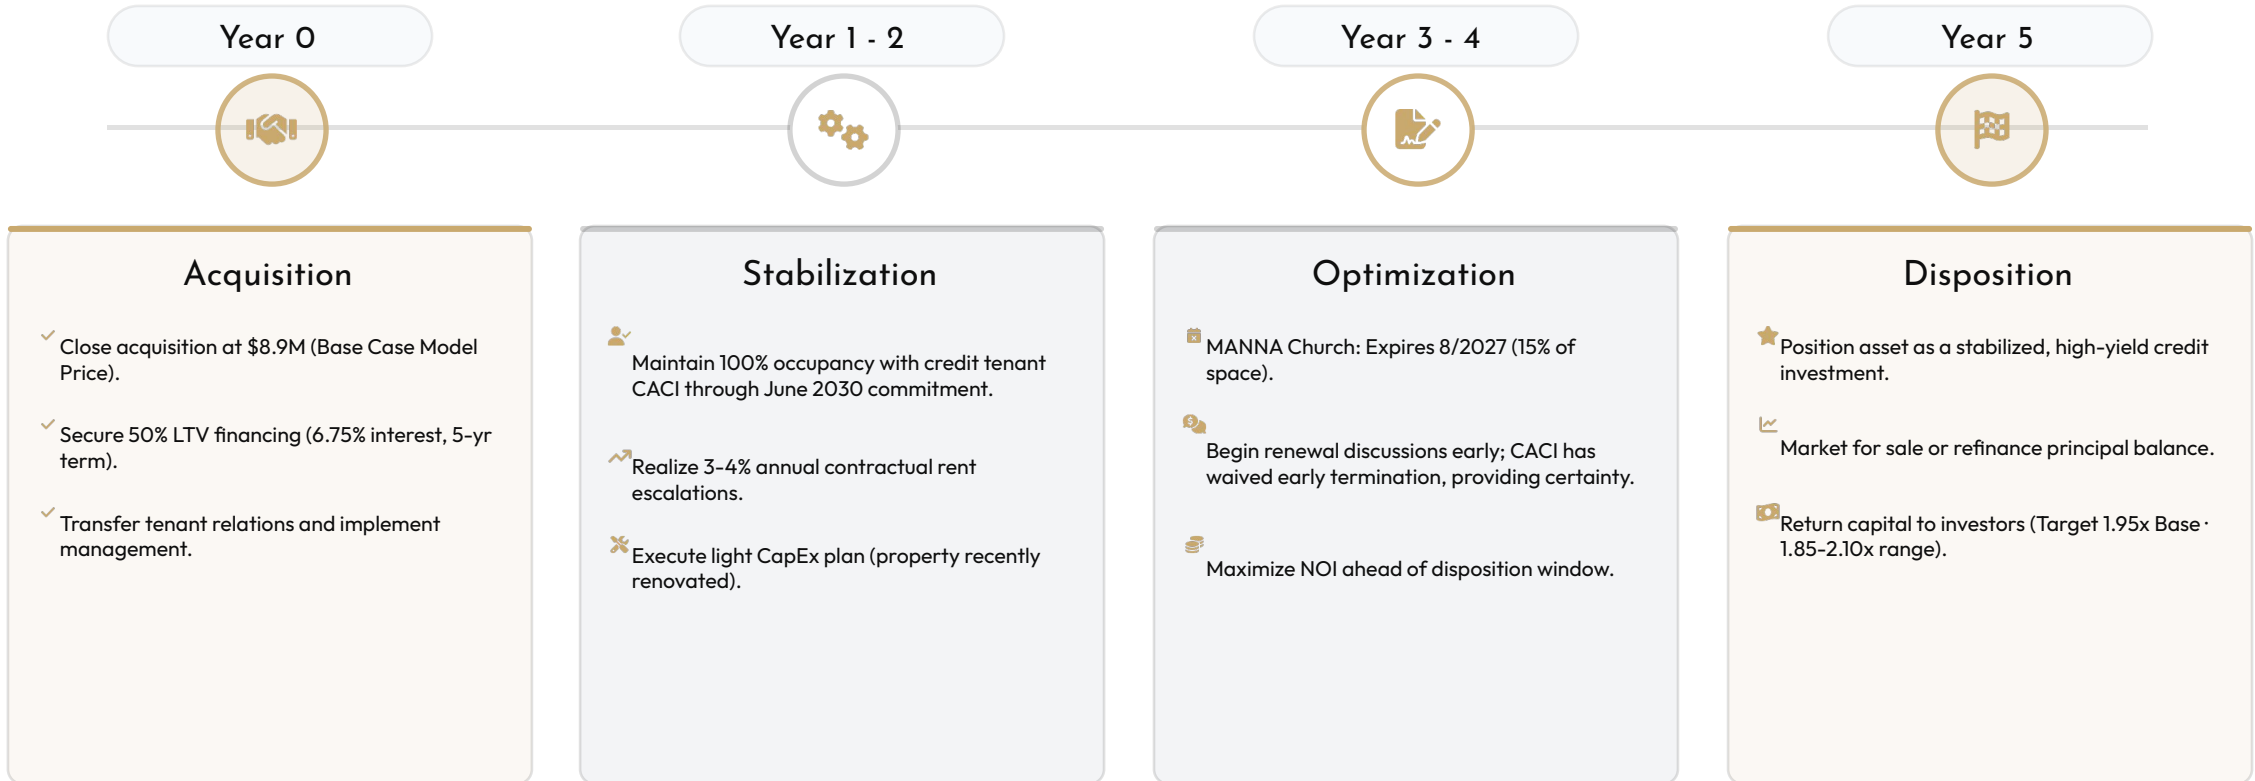 Year 0
Acquisition
Close acquisition at $8.9M (Base Case Model
Price).
Secure 50% LTV financing (6.75% interest, 5-yr
term).
Transfer tenant relations and implement
management.
Year 1 - 2
Stabilization
Maintain 100% occupancy with credit tenant
CACI through June 2030 commitment.
Realize 3-4% annual contractual rent
escalations.
Execute light CapEx plan (property recently
renovated).
Year 3 - 4
Optimization
MANNA Church: Expires 8/2027 (15% of
space).
Begin renewal discussions early; CACI has
waived early termination, providing certainty.
Maximize NOI ahead of disposition window.
Year 5
Disposition
Position asset as a stabilized, high-yield credit
investment.
Market for sale or refinance principal balance.
Return capital to investors (Target 1.95x Base ·
1.85-2.10x range).